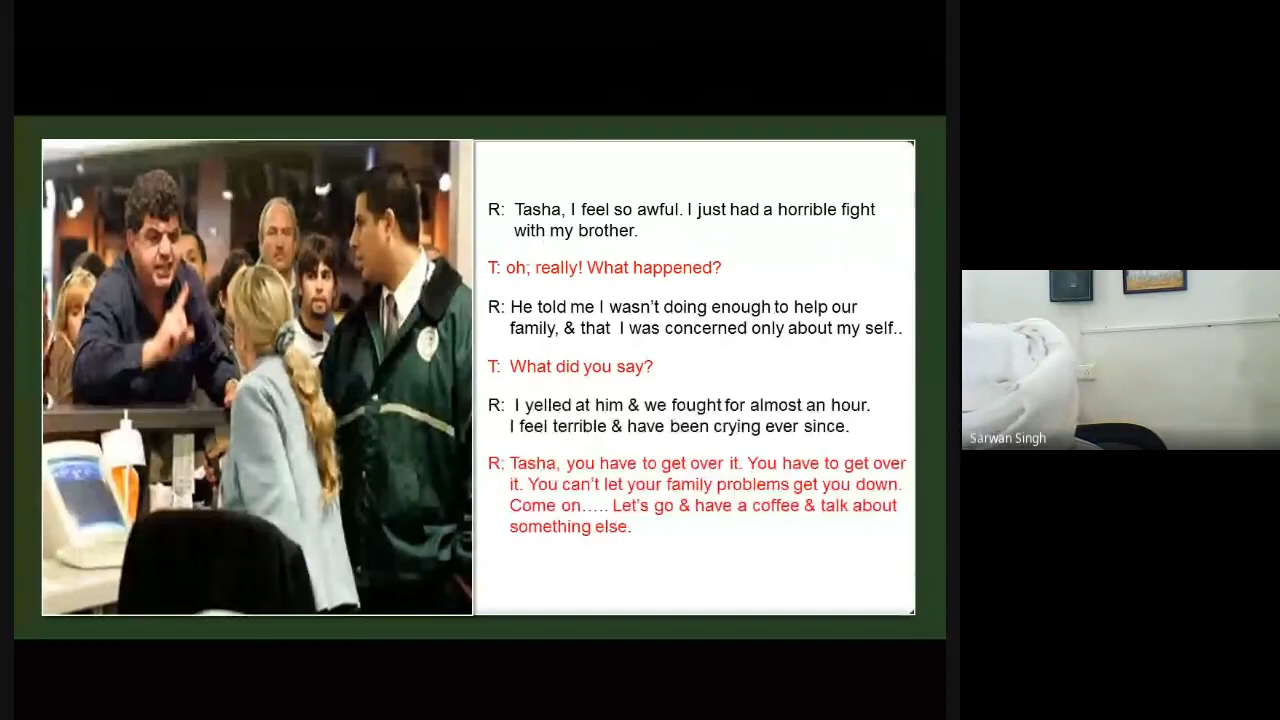 R: Tasha, I feel so awful. I just had a horrible fight
with my brother.
T: oh; really! What happened?
R: He told me I wasn't doing enough to help our
family, & that I was concerned only about my self..
T: What did you say?
R: I yelled at him & we fought for almost an hour.
I feel terrible & have been crying ever since.
R: Tasha, you have to get over it. You have to get over
it. You can't let your family problems get you down.
Come on..... Let's go & have a coffee & talk about
something else.
Sarwan Singh